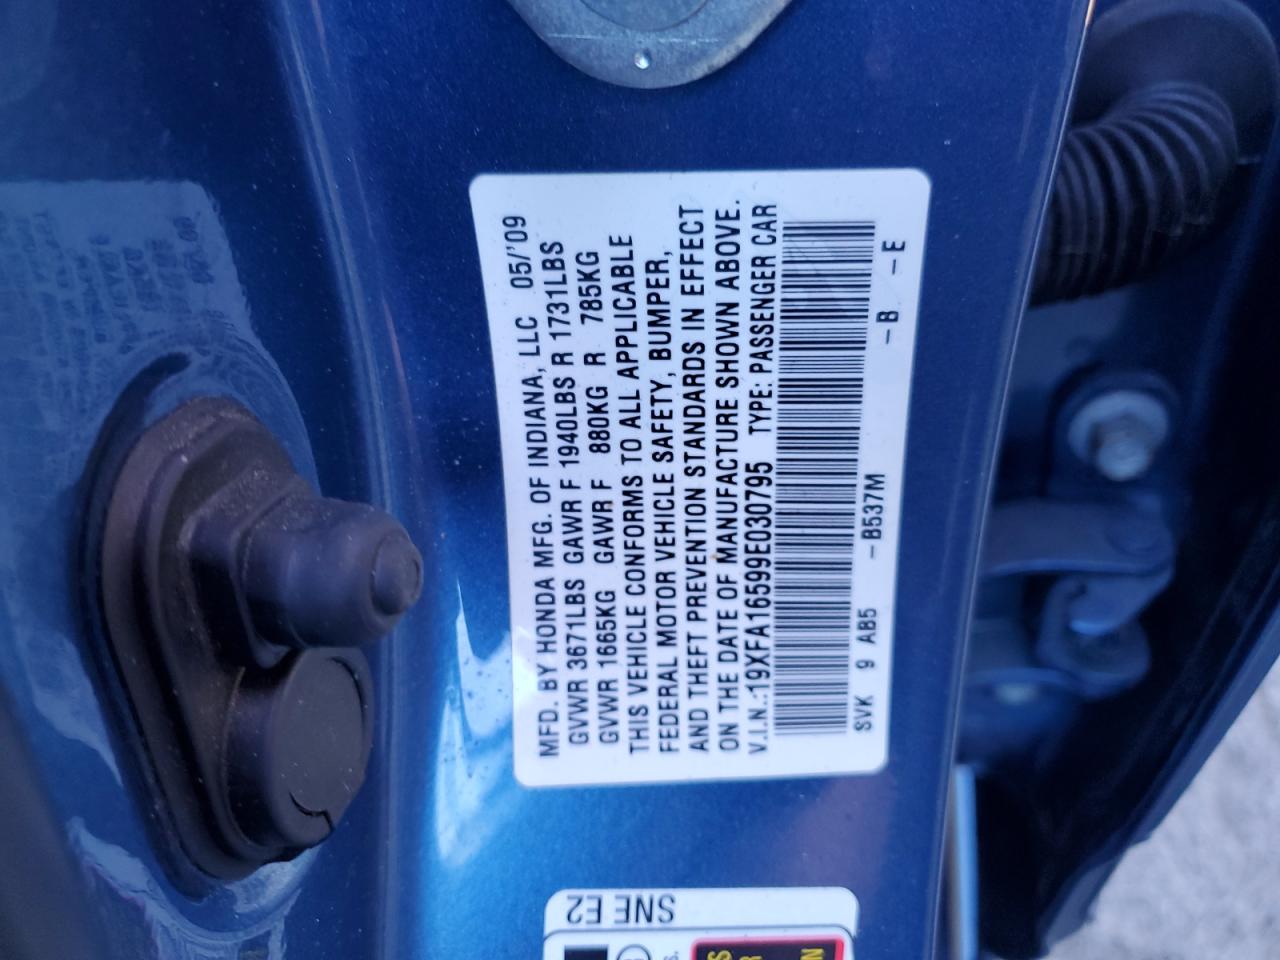 MFD. BY HONDA MFG. OF INDIANA, LLC 05/'09
GVWR 3671LBS GAWR F 1940LBS R 1731LBS
GVWR 1665KG GAWR F 880KG R 785KG
THIS VEHICLE CONFORMS TO ALL APPLICABLE
FEDERAL MOTOR VEHICLE SAFETY, BUMPER,
AND THEFT PREVENTION STANDARDS IN EFFECT
ON THE DATE OF MANUFACTURE SHOWN ABOVE.
V.I.N.:19XFA16599E030795 TYPE: PASSENGER CAR
SVK 9 AB5 -B537M -B -E
SNE E2